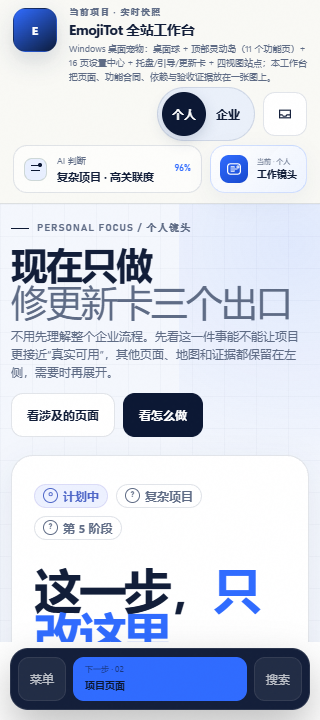 E
当前项目 · 实时快照
EmojiTot 全站工作台
Windows 桌面宠物：桌面球 + 顶部灵动岛（11 个功能页）+
16 页设置中心 + 托盘/引导/更新卡 + 四视图站点；本工作台
把页面、功能合同、依赖与验收证据放在一张图上。
个人
企业
AI 判断
复杂项目 · 高关联度
96%
当前 · 个人
工作镜头
PERSONAL FOCUS / 个人镜头
现在只做
修更新卡三个出口
不用先理解整个企业流程。先看这一件事能不能让项目
更接近“真实可用”，其他页面、地图和证据都保留在左
侧，需要时再展开。
看涉及的页面
看怎么做
计划中
? 复杂项目
? 第 5 阶段
这一步，只
改这里
菜单
下一步 · 02
项目页面
搜索